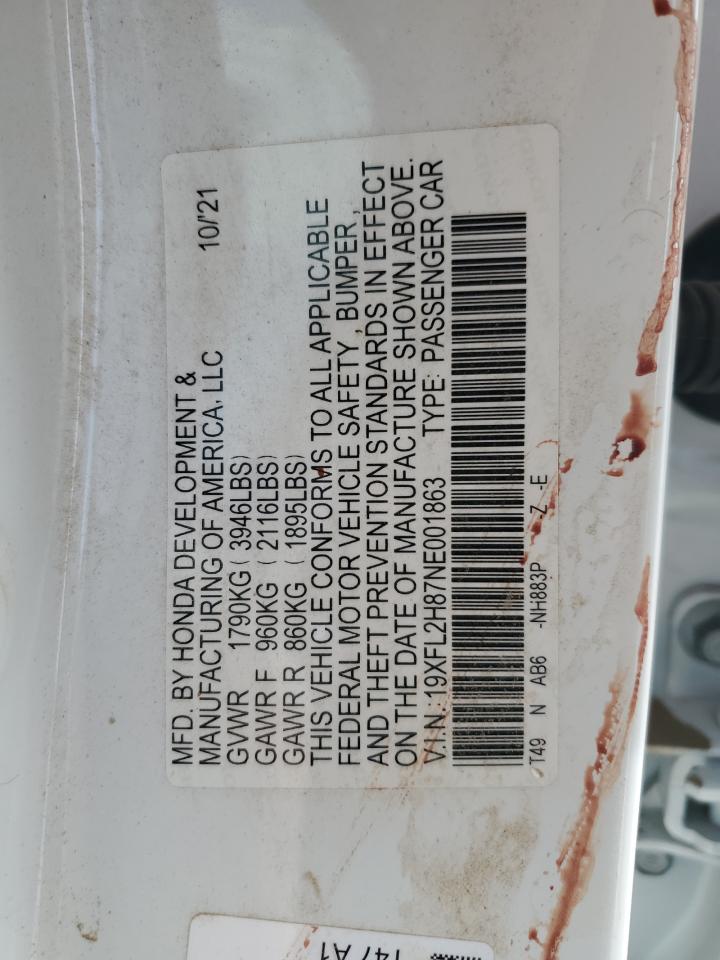 MFD. BY HONDA DEVELOPMENT &
MANUFACTURING OF AMERICA, LLC 10/'21
GVWR 1790KG ( 3946LBS)
GAWR F 960KG ( 2116LBS)
GAWR R 860KG ( 1895LBS)
THIS VEHICLE CONFORMS TO ALL APPLICABLE
FEDERAL MOTOR VEHICLE SAFETY , BUMPER ,
AND THEFT PREVENTION STANDARDS IN EFFECT
ON THE DATE OF MANUFACTURE SHOWN ABOVE.
V.I.N. 19XFL2H87NE001863 TYPE: PASSENGER CAR
T49 N AB6 -NH883P Z -E
147 A1